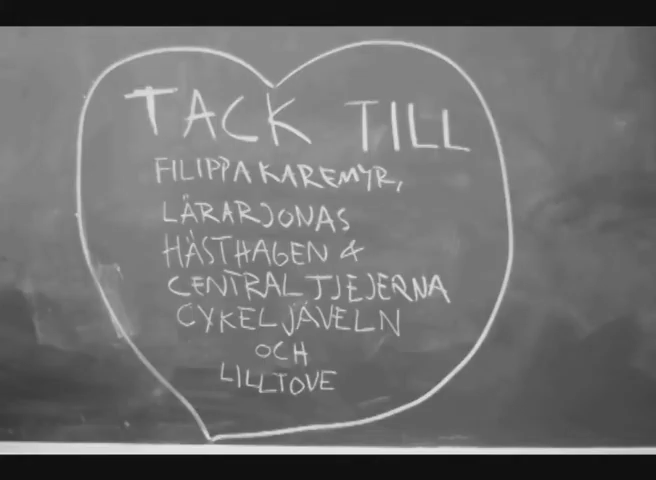 TACK TILL
FILIPPA KAREMYR,
LÄRARJONAS
HÄSTHAGEN &
CENTRALTJEJERNA
CYKELJÄVELN
OCH
LILLTOVE